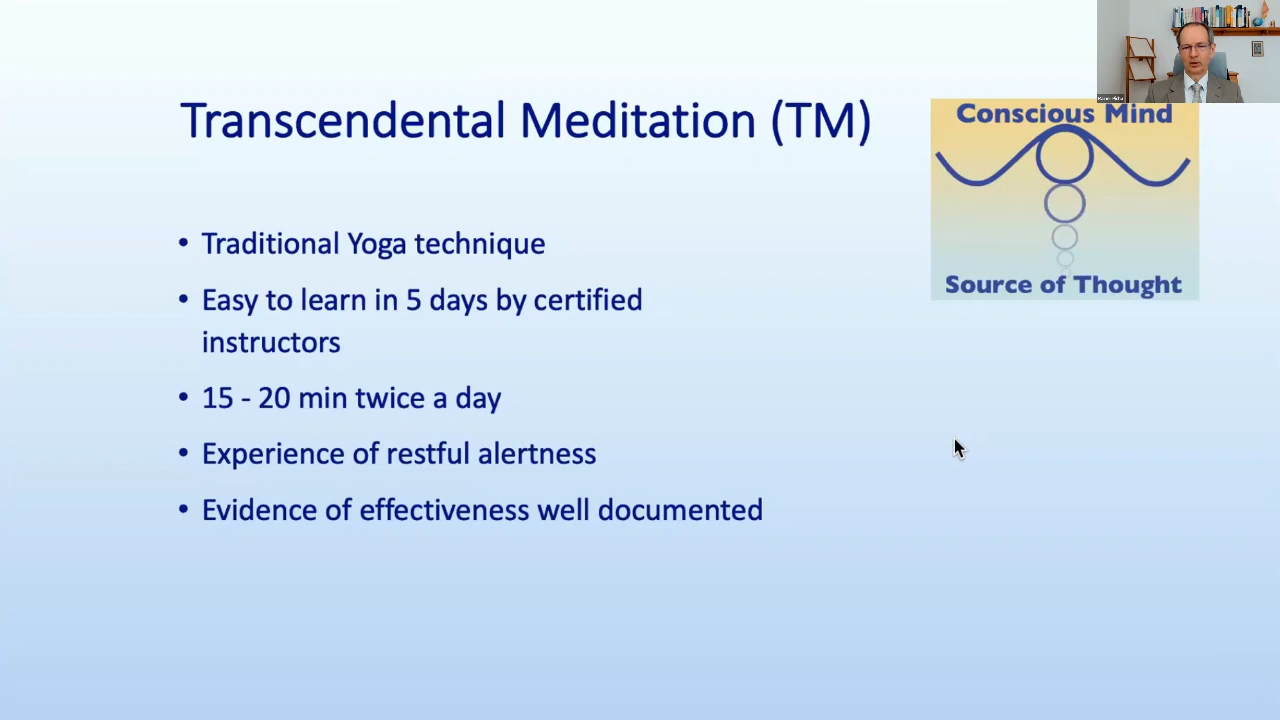 Transcendental Meditation (TM)
Conscious Mind
Source of Thought
• Traditional Yoga technique
• Easy to learn in 5 days by certified
instructors
• 15 - 20 min twice a day
• Experience of restful alertness
• Evidence of effectiveness well documented